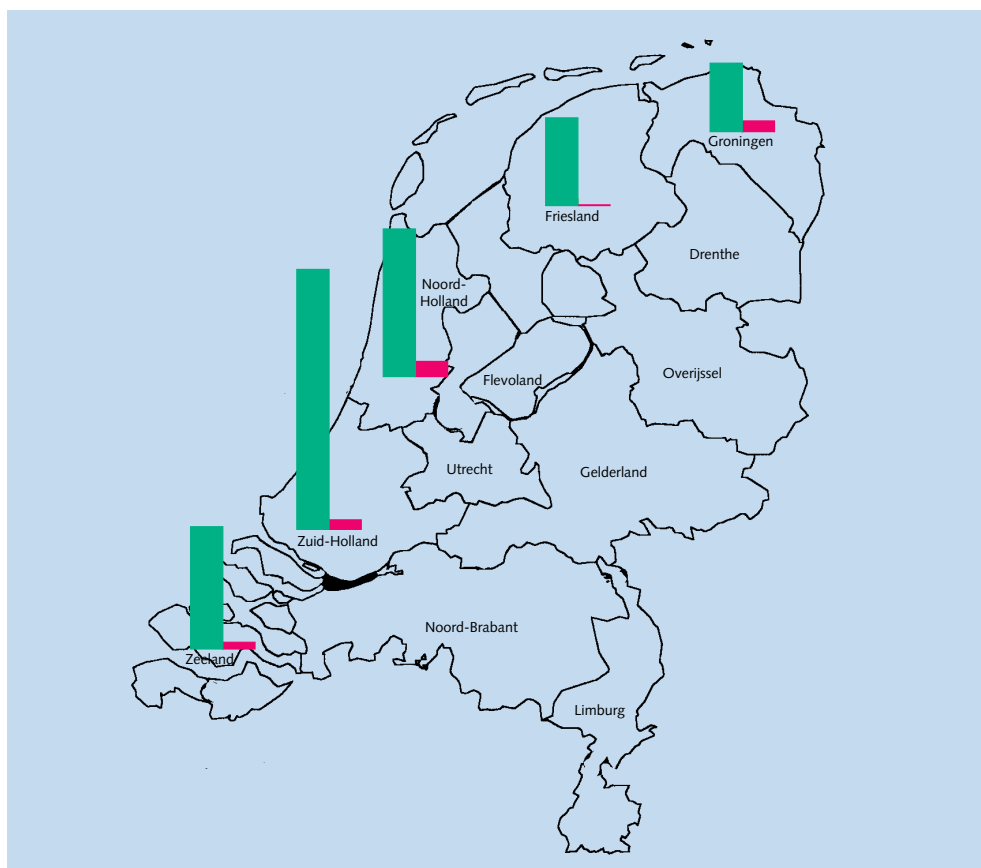 Groningen
Friesland
Drenthe
Noord-
Holland
Overijssel
Flevoland
Utrecht
Gelderland
Zuid-Holland
Noord-Brabant
Zeeland
Limburg